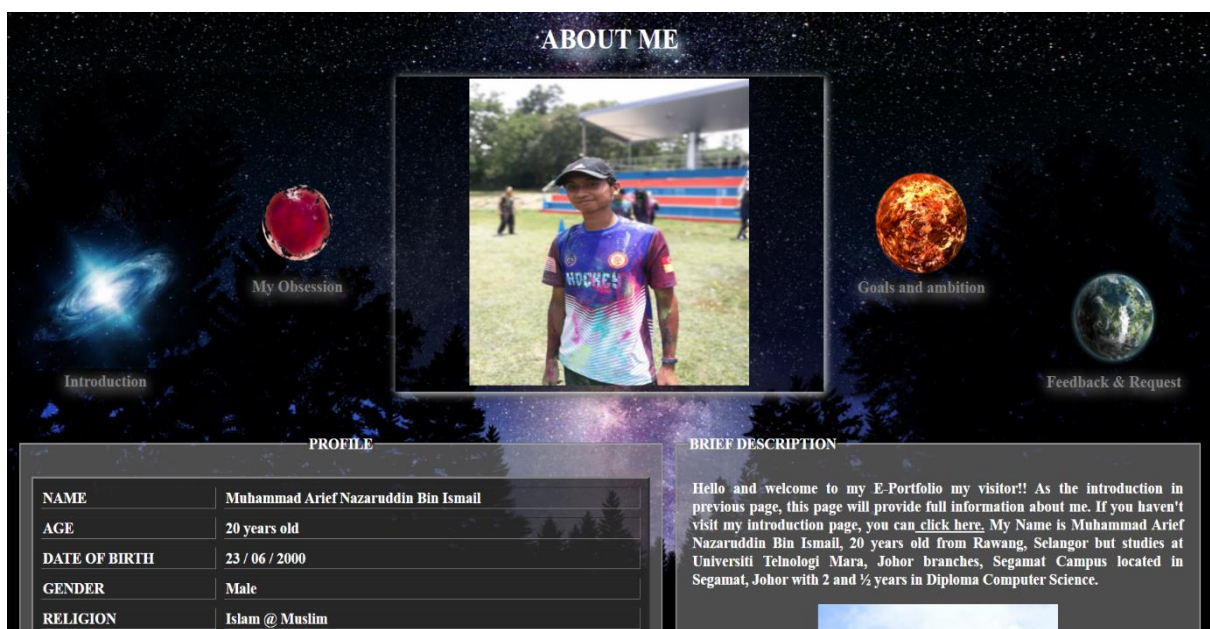 ABOUT ME
HOCKEY
My Obsession
Goals and ambition
Introduction
Feedback & Request
PROFILE
NAME Muhammad Arief Nazaruddin Bin Ismail
AGE 20 years old
DATE OF BIRTH 23 / 06 / 2000
GENDER Male
RELIGION Islam @ Muslim
BRIEF DESCRIPTION
Hello and welcome to my E-Portfolio my visitor!! As the introduction in
previous page, this page will provide full information about me. If you haven't
visit my introduction page, you can click here. My Name is Muhammad Arief
Nazaruddin Bin Ismail, 20 years old from Rawang, Selangor but studies at
Universiti Telnologi Mara, Johor branches, Segamat Campus located in
Segamat, Johor with 2 and ½ years in Diploma Computer Science.